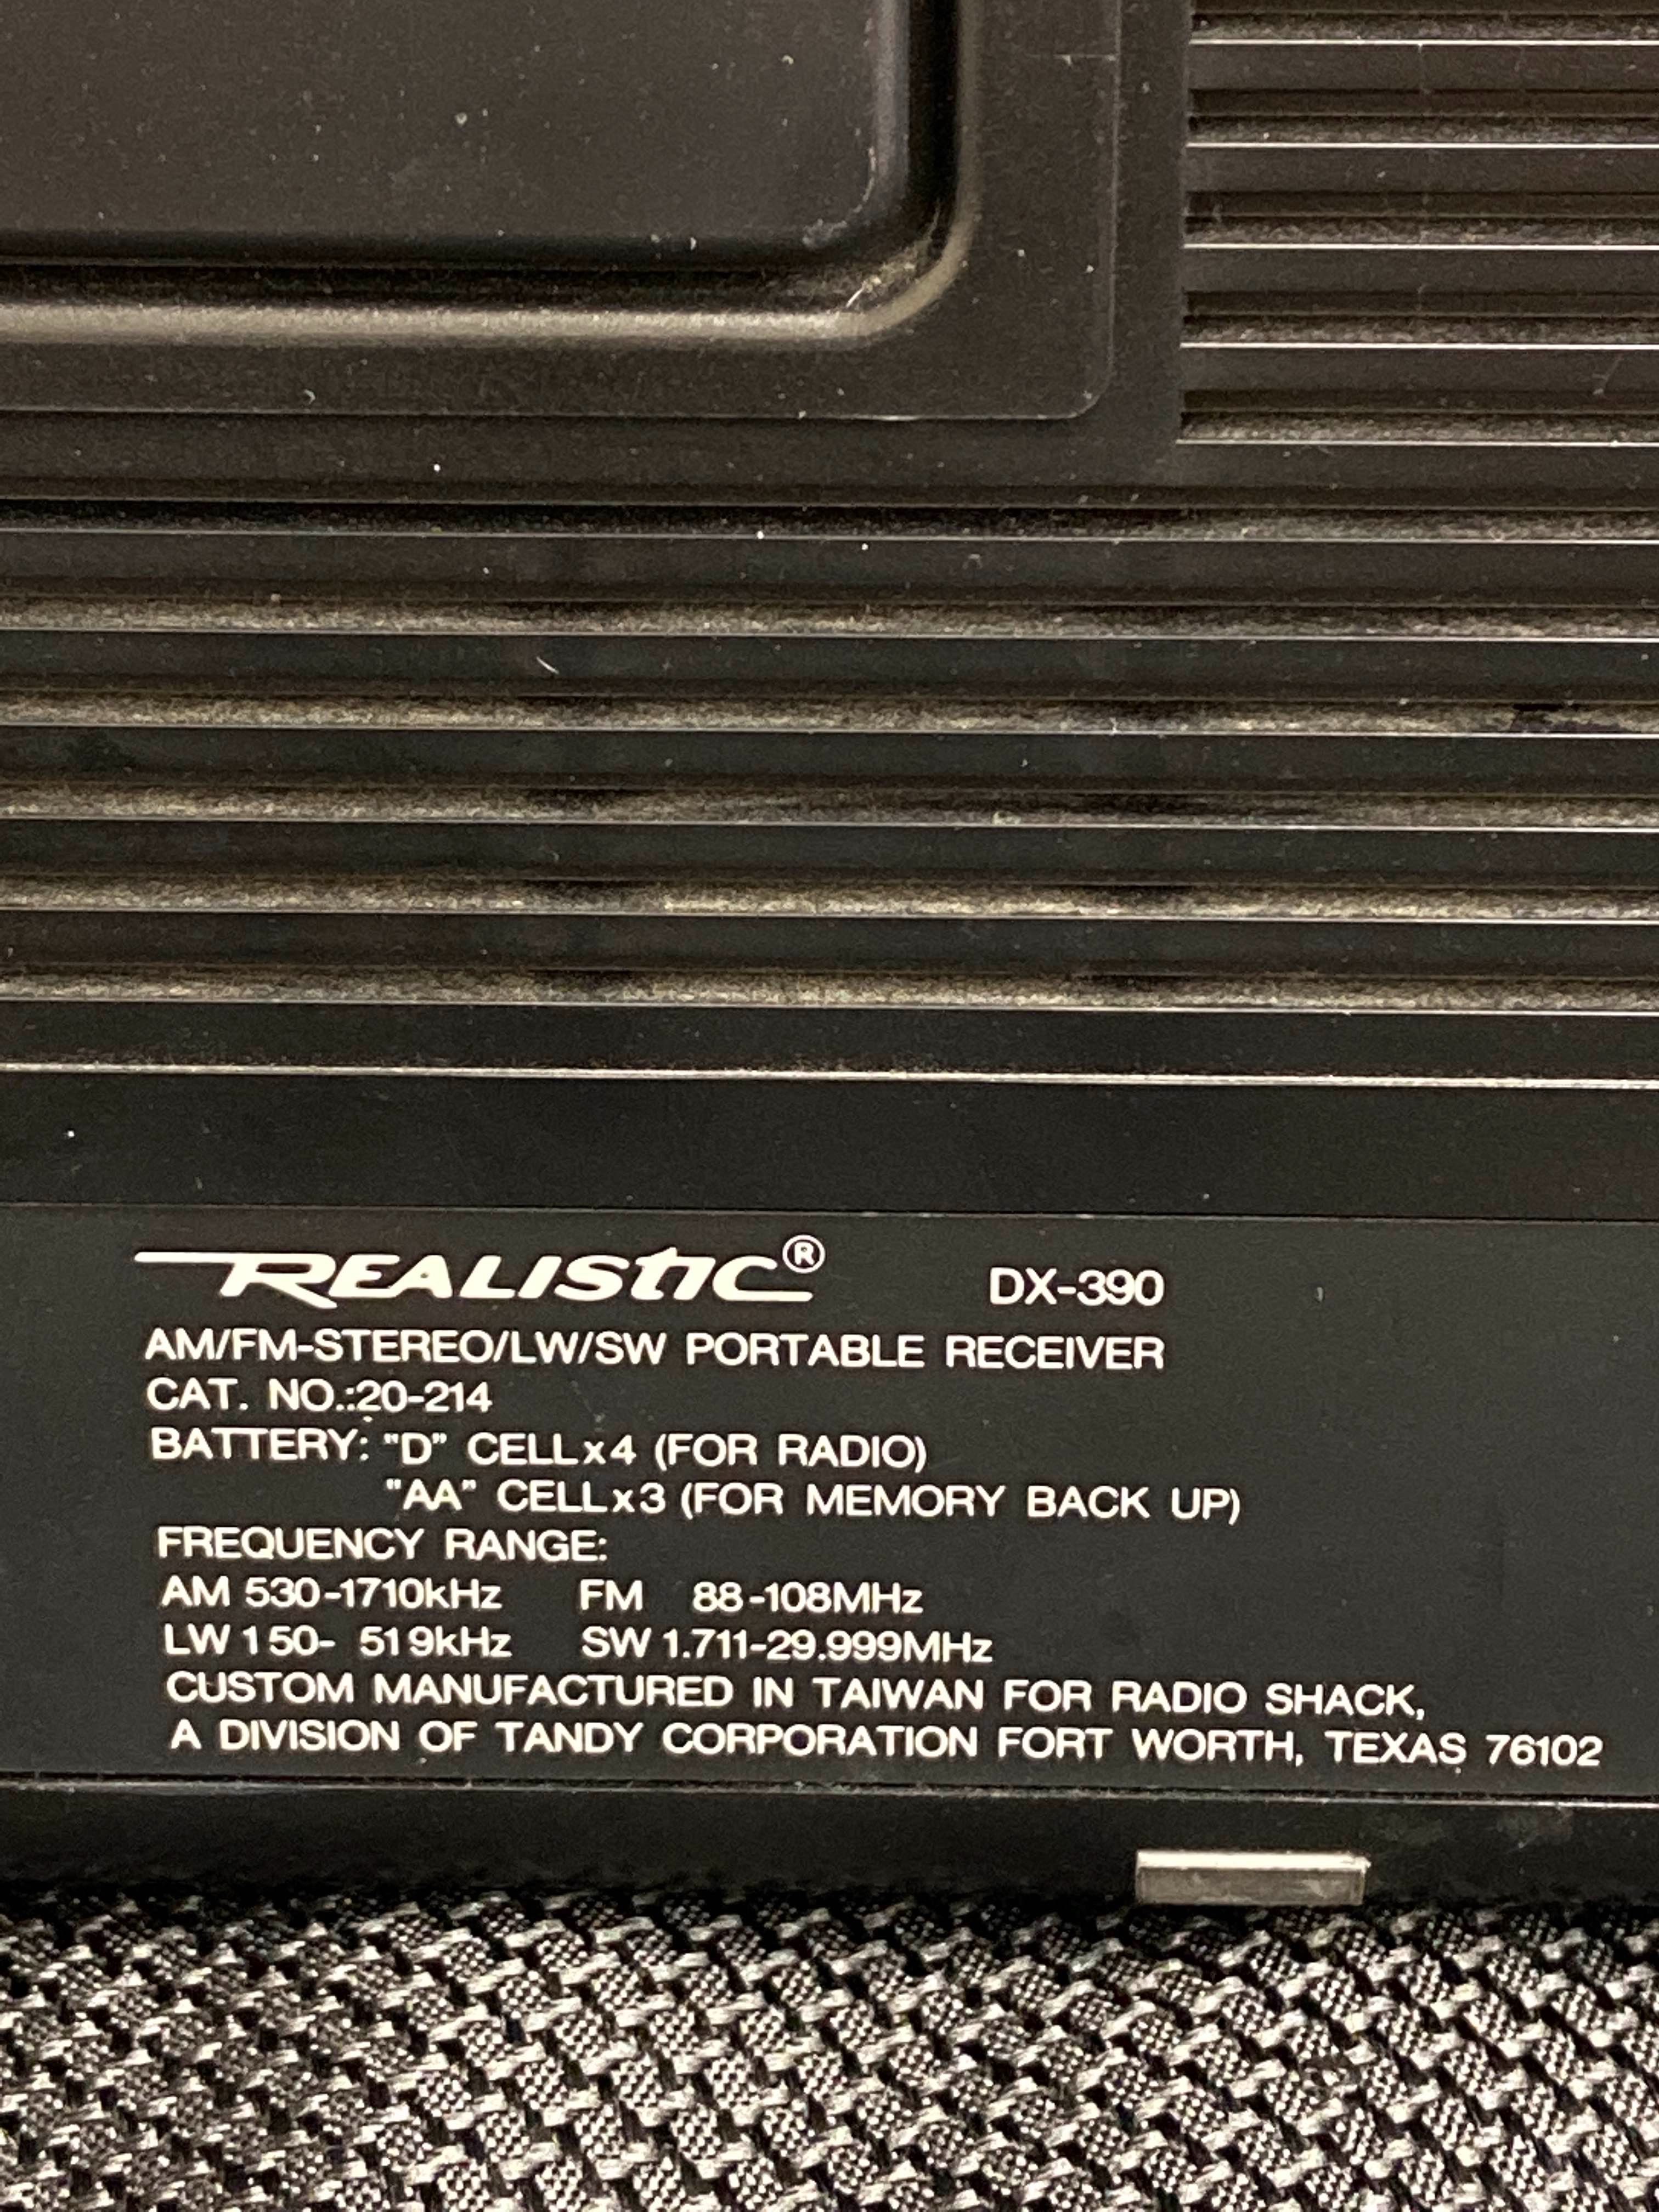 REALISTIC® DX-390
AM/FM-STEREO/LW/SW PORTABLE RECEIVER
CAT. NO.:20-214
BATTERY: "D" CELLx4 (FOR RADIO)
"AA" CELLx3 (FOR MEMORY BACK UP)
FREQUENCY RANGE:
AM 530-1710kHz FM 88-108MHz
LW 150- 519kHz SW 1.711-29.999MHz
CUSTOM MANUFACTURED IN TAIWAN FOR RADIO SHACK,
A DIVISION OF TANDY CORPORATION FORT WORTH, TEXAS 76102